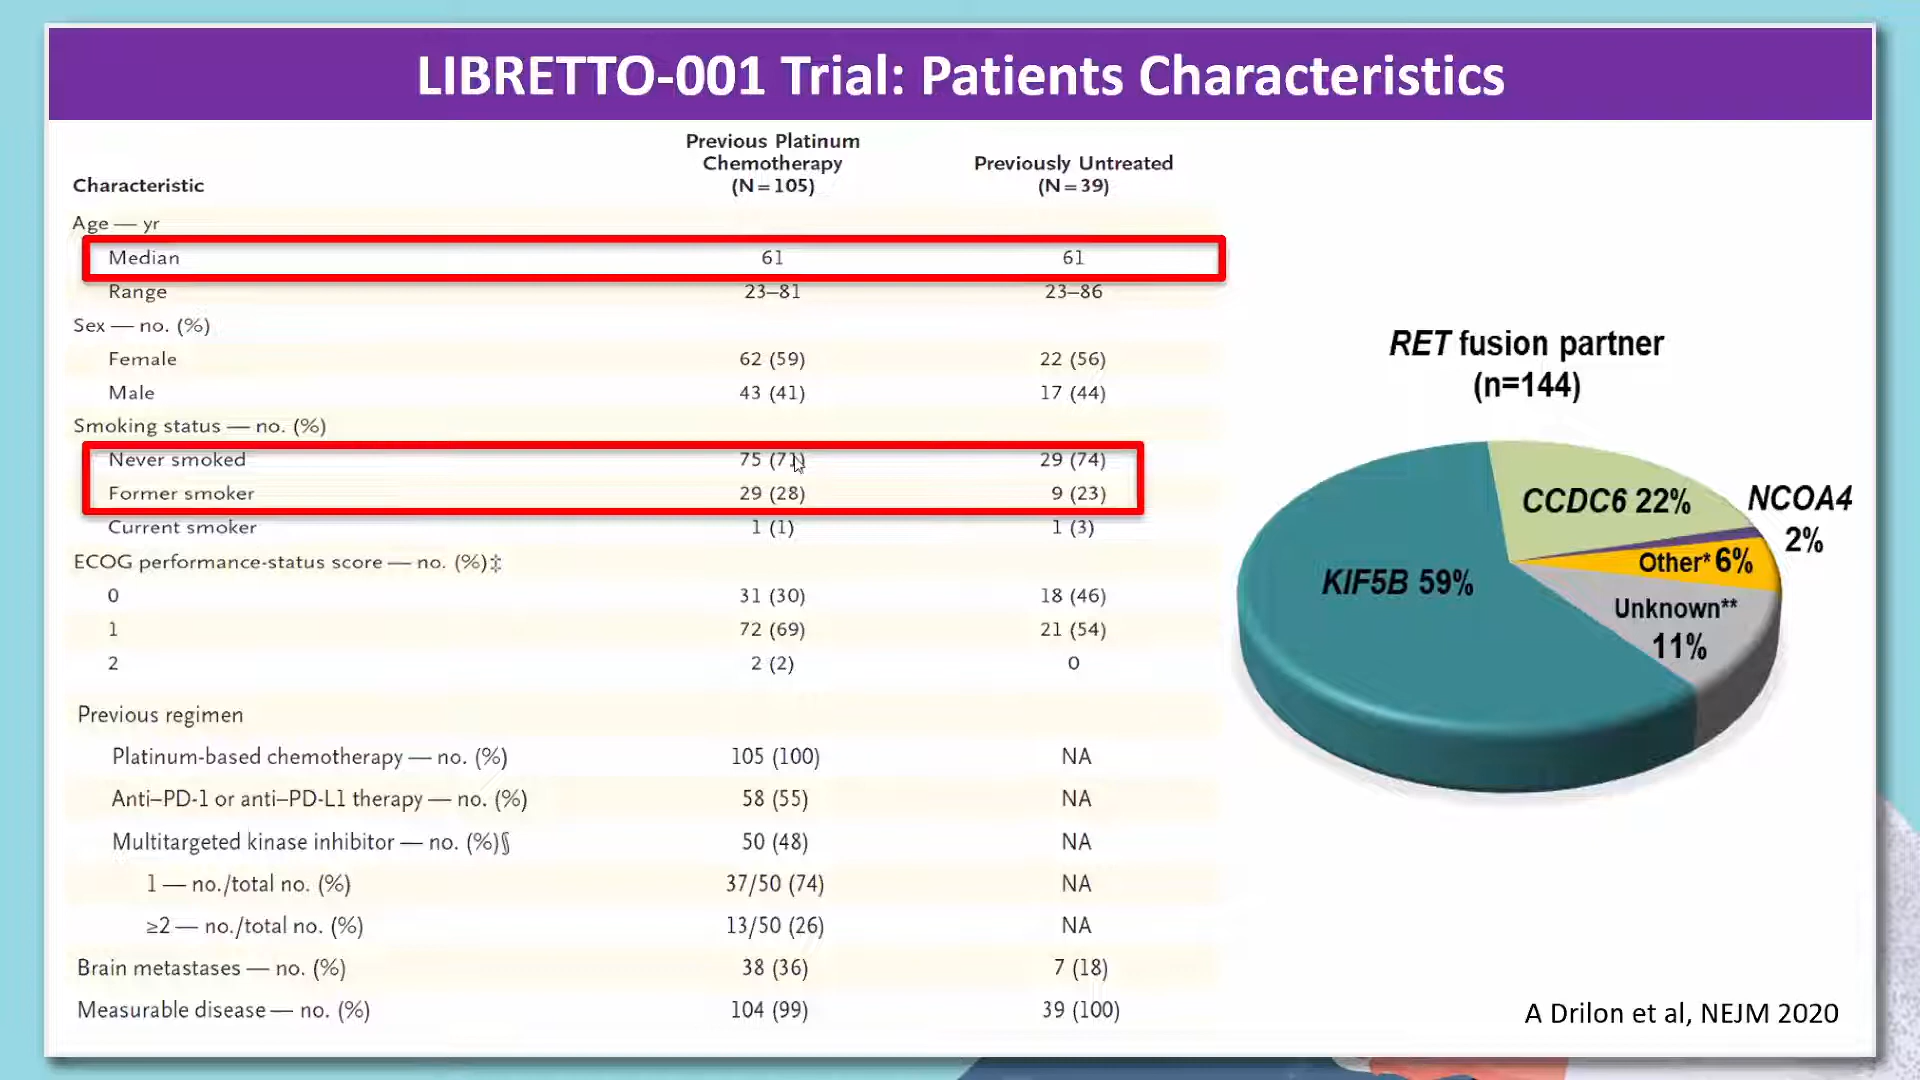 LIBRETTO-001 Trial: Patients Characteristics
Characteristic
Previous Platinum
Chemotherapy
(N=105)
Previously Untreated
(N=39)
Age — yr
Median 61 61
Range 23–81 23–86
Sex — no. (%)
Female 62 (59) 22 (56)
Male 43 (41) 17 (44)
Smoking status — no. (%)
Never smoked 75 (71) 29 (74)
Former smoker 29 (28) 9 (23)
Current smoker 1 (1) 1 (3)
ECOG performance-status score — no. (%)‡
0 31 (30) 18 (46)
1 72 (69) 21 (54)
2 2 (2) 0
Previous regimen
Platinum-based chemotherapy — no. (%) 105 (100) NA
Anti–PD-1 or anti–PD-L1 therapy — no. (%) 58 (55) NA
Multitargeted kinase inhibitor — no. (%)§ 50 (48) NA
1 — no./total no. (%) 37/50 (74) NA
≥2 — no./total no. (%) 13/50 (26) NA
Brain metastases — no. (%) 38 (36) 7 (18)
Measurable disease — no. (%) 104 (99) 39 (100)
RET fusion partner
(n=144)
CCDC6 22%
NCOA4
2%
Other* 6%
KIF5B 59%
Unknown**
11%
A Drilon et al, NEJM 2020